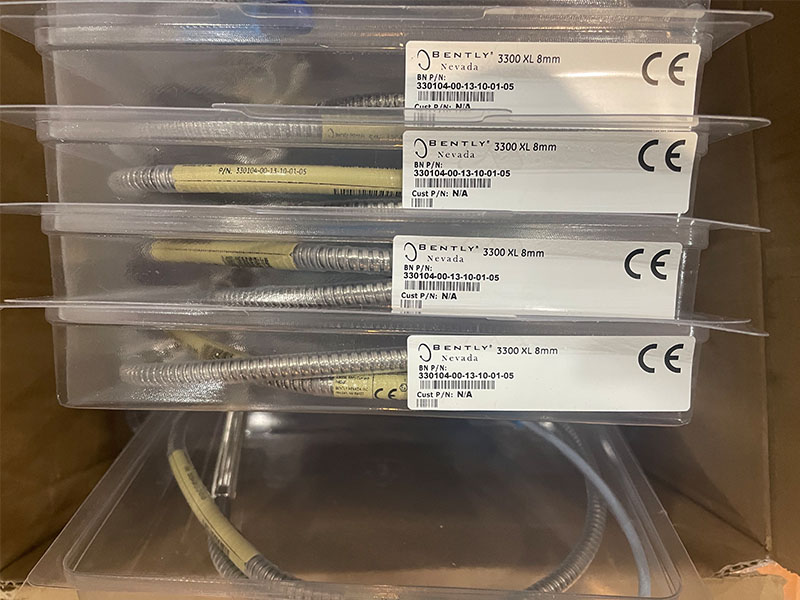 BENTLY® 3300 XL 8mm
Nevada
BN P/N:
330104-00-13-10-01-05
Cust P/N: N/A
CE
BENTLY® 3300 XL 8mm
Nevada
BN P/N:
330104-00-13-10-01-05
Cust P/N: N/A
CE
P/N. 330104-00-13-10-01-05
BENTLY® 3300 XL 8mm
Nevada
BN P/N:
330104-00-13-10-01-05
Cust P/N: N/A
CE
BENTLY® 3300 XL 8mm
Nevada
BN P/N:
330104-00-13-10-01-05
Cust P/N: N/A
CE
CE